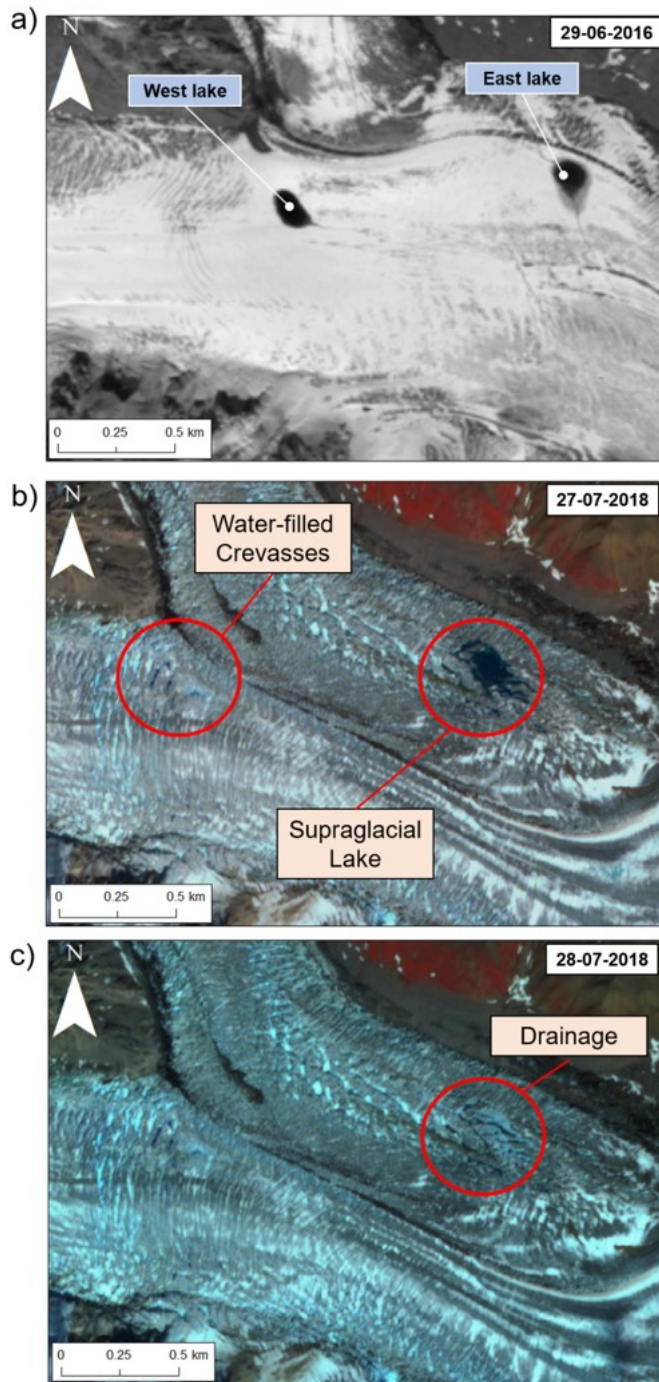 a)
N
29-06-2016
West lake
East lake
0 0.25 0.5 km
b)
N
27-07-2018
Water-filled
Crevasses
Supraglacial
Lake
0 0.25 0.5 km
c)
N
28-07-2018
Drainage
0 0.25 0.5 km